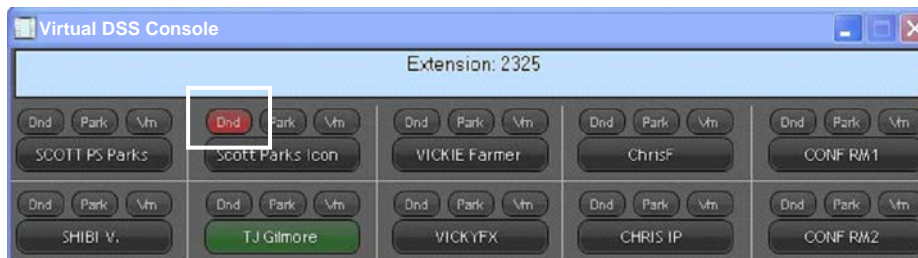 Virtual DSS Console
Extension: 2325
Dnd Park Vm Dnd Park Vm Dnd Park Vm Dnd Park Vm Dnd Park Vm
SCOTT PS Parks Scott Parks Icon VICKIE Farmer ChrisF CONF RM1
Dnd Park Vm Dnd Park Vm Dnd Park Vm Dnd Park Vm Dnd Park Vm
SHIBI V. TJ Gilmore VICKYFX CHRIS IP CONF RM2